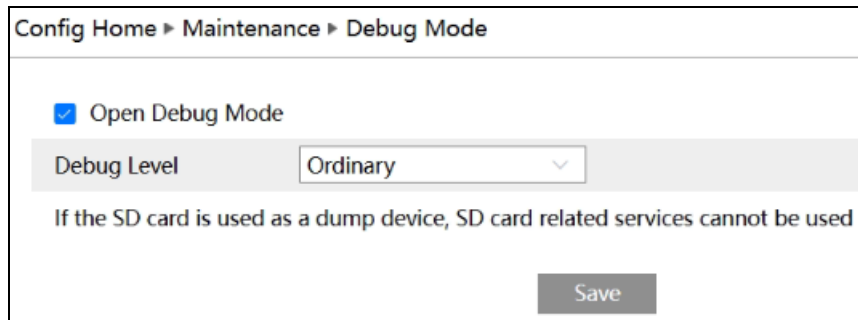 Config Home ▶ Maintenance ▶ Debug Mode
Open Debug Mode
Debug Level Ordinary
If the SD card is used as a dump device, SD card related services cannot be used
Save